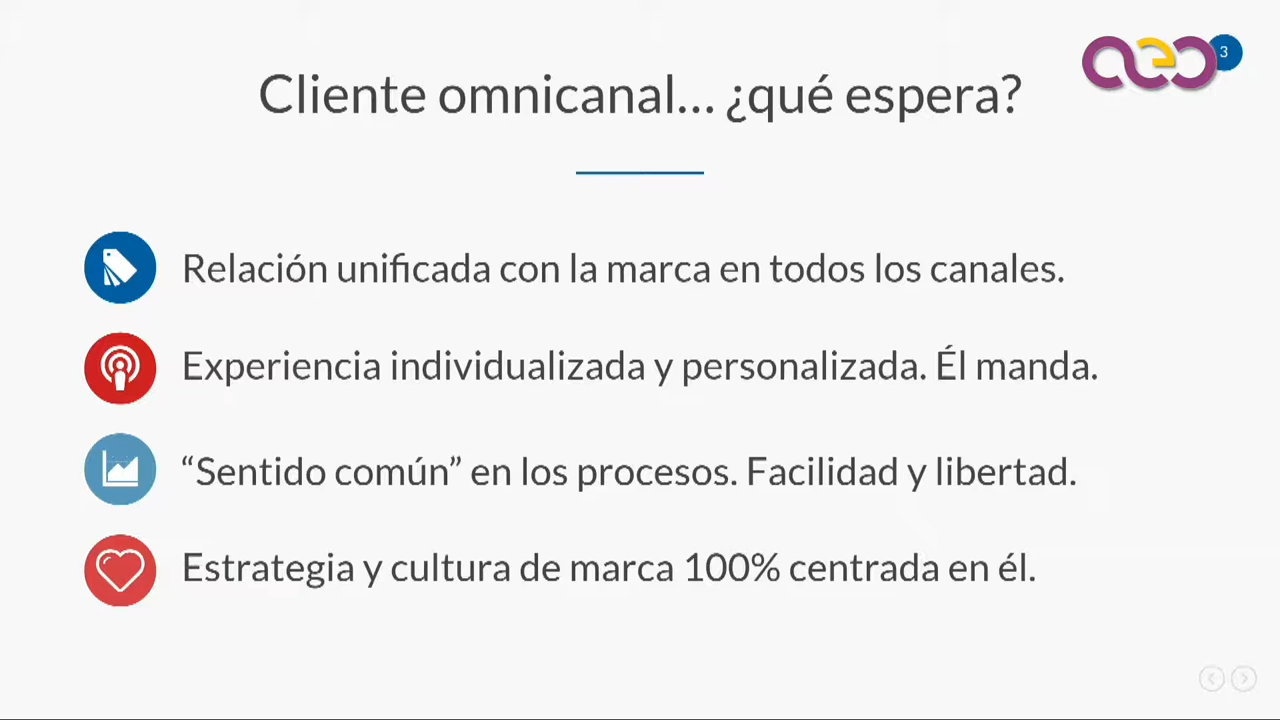 3
Cliente omnicanal... ¿qué espera?
Relación unificada con la marca en todos los canales.
Experiencia individualizada y personalizada. Él manda.
“Sentido común” en los procesos. Facilidad y libertad.
Estrategia y cultura de marca 100% centrada en él.